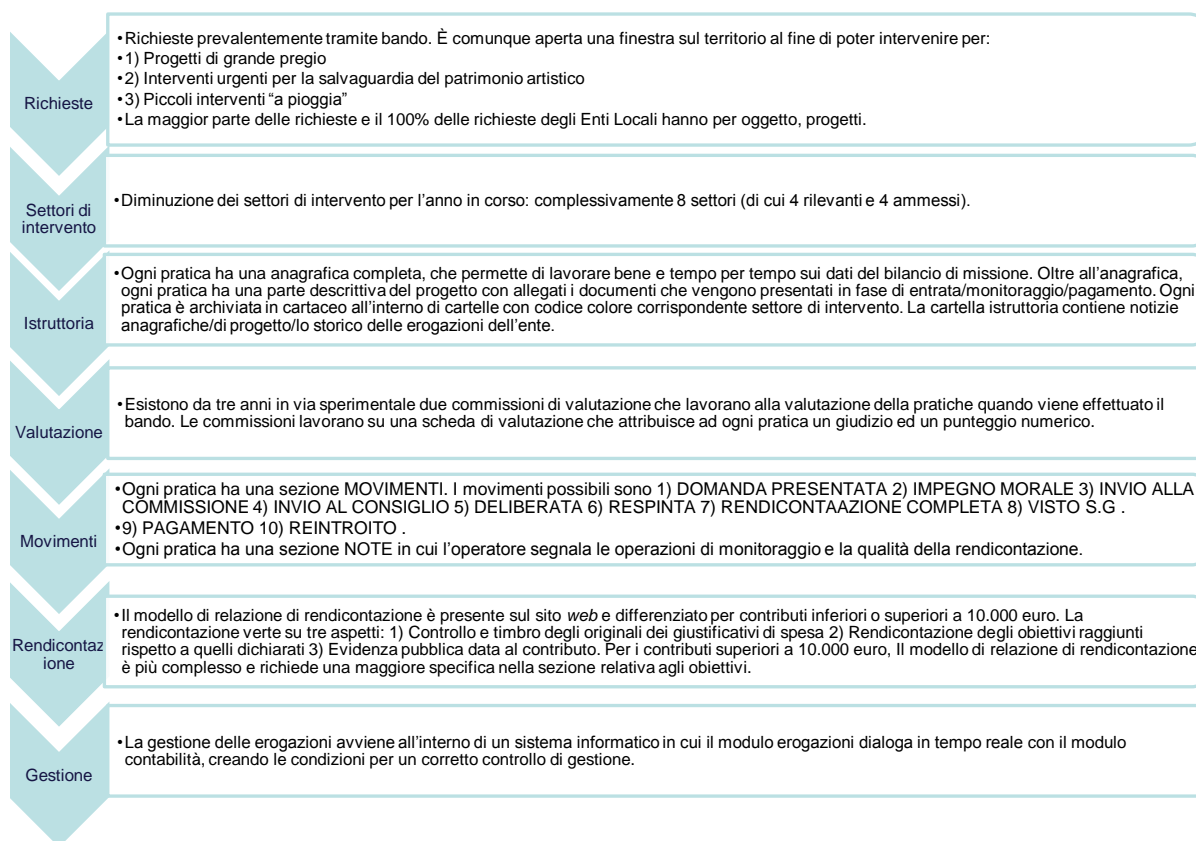 Richieste
•Richieste prevalentemente tramite bando. È comunque aperta una finestra sul territorio al fine di poter intervenire per:
•1) Progetti di grande pregio
•2) Interventi urgenti per la salvaguardia del patrimonio artistico
•3) Piccoli interventi “a pioggia”
•La maggior parte delle richieste e il 100% delle richieste degli Enti Locali hanno per oggetto, progetti.
Settori di
intervento
•Diminuzione dei settori di intervento per l’anno in corso: complessivamente 8 settori (di cui 4 rilevanti e 4 ammessi).
Istruttoria
•Ogni pratica ha una anagrafica completa, che permette di lavorare bene e tempo per tempo sui dati del bilancio di missione. Oltre all’anagrafica,
ogni pratica ha una parte descrittiva del progetto con allegati i documenti che vengono presentati in fase di entrata/monitoraggio/pagamento. Ogni
pratica è archiviata in cartaceo all’interno di cartelle con codice colore corrispondente settore di intervento. La cartella istruttoria contiene notizie
anagrafiche/di progetto/lo storico delle erogazioni dell’ente.
Valutazione
•Esistono da tre anni in via sperimentale due commissioni di valutazione che lavorano alla valutazione della pratiche quando viene effettuato il
bando. Le commissioni lavorano su una scheda di valutazione che attribuisce ad ogni pratica un giudizio ed un punteggio numerico.
Movimenti
•Ogni pratica ha una sezione MOVIMENTI. I movimenti possibili sono 1) DOMANDA PRESENTATA 2) IMPEGNO MORALE 3) INVIO ALLA
COMMISSIONE 4) INVIO AL CONSIGLIO 5) DELIBERATA 6) RESPINTA 7) RENDICONTAAZIONE COMPLETA 8) VISTO S.G .
•9) PAGAMENTO 10) REINTROITO .
•Ogni pratica ha una sezione NOTE in cui l’operatore segnala le operazioni di monitoraggio e la qualità della rendicontazione.
Rendicontaz
ione
•Il modello di relazione di rendicontazione è presente sul sito web e differenziato per contributi inferiori o superiori a 10.000 euro. La
rendicontazione verte su tre aspetti: 1) Controllo e timbro degli originali dei giustificativi di spesa 2) Rendicontazione degli obiettivi raggiunti
rispetto a quelli dichiarati 3) Evidenza pubblica data al contributo. Per i contributi superiori a 10.000 euro, Il modello di relazione di rendicontazione
è più complesso e richiede una maggiore specifica nella sezione relativa agli obiettivi.
Gestione
•La gestione delle erogazioni avviene all’interno di un sistema informatico in cui il modulo erogazioni dialoga in tempo reale con il modulo
contabilità, creando le condizioni per un corretto controllo di gestione.